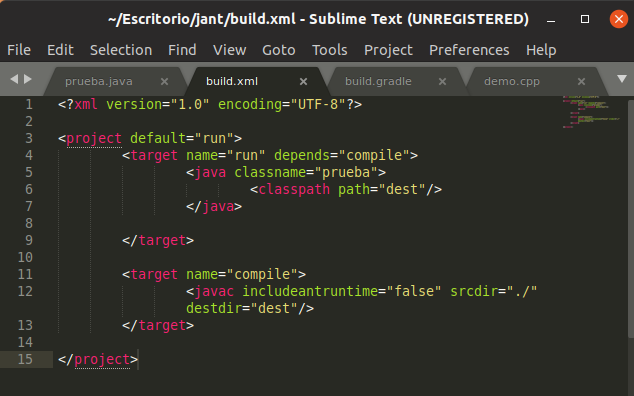 ~/Escritorio/jant/build.xml - Sublime Text (UNREGISTERED)
File Edit Selection Find View Goto Tools Project Preferences Help
prueba.java build.xml build.gradle demo.cpp
1 <?xml version="1.0" encoding="UTF-8"?>
2
3 <project default="run">
4 <target name="run" depends="compile">
5 <java classname="prueba">
6 <classpath path="dest"/>
7 </java>
8
9 </target>
10
11 <target name="compile">
12 <javac includeantruntime="false" srcdir="./"
destdir="dest"/>
13 </target>
14
15 </project>